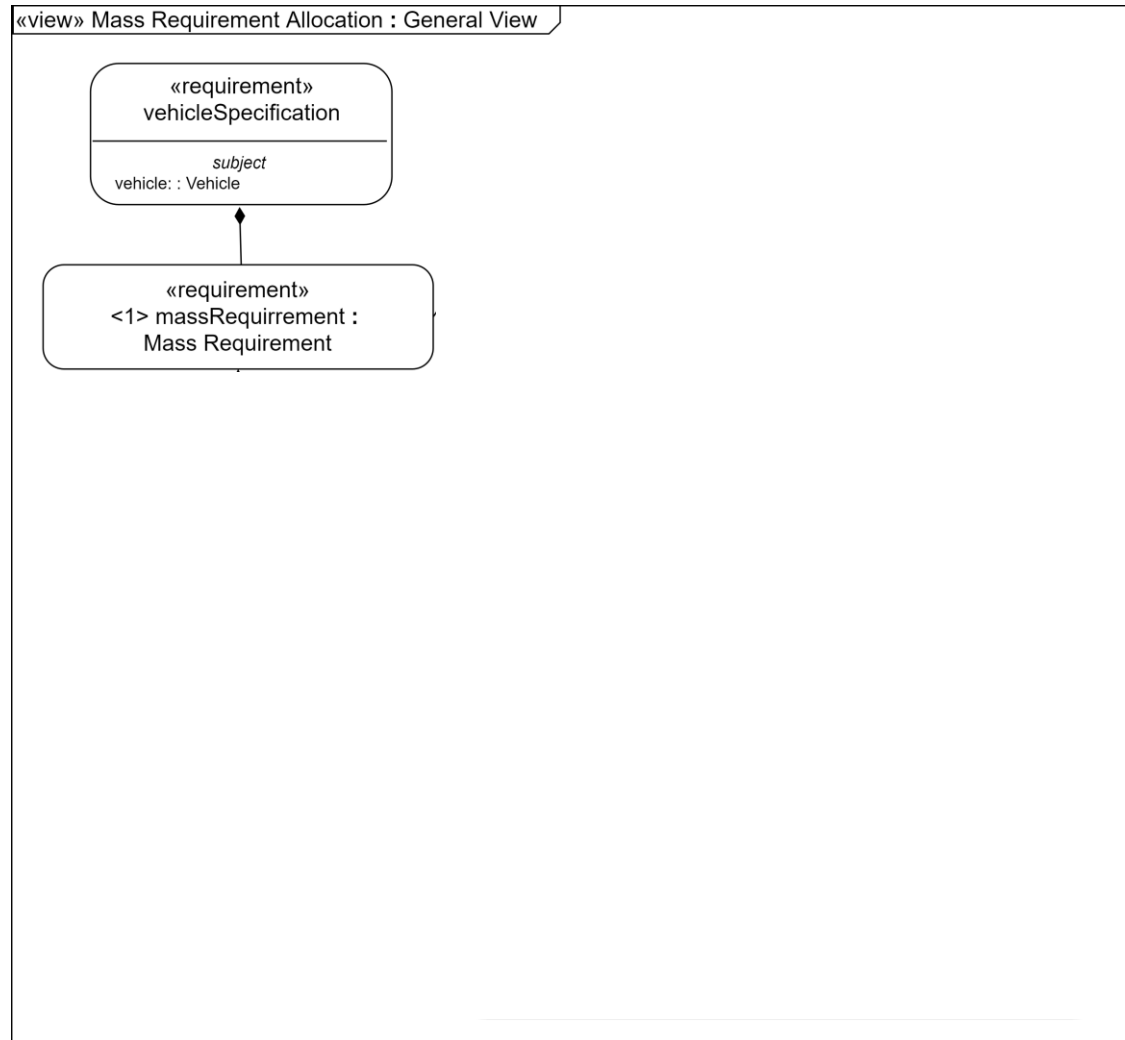 «view» Mass Requirement Allocation : General View
«requirement»
vehicleSpecification
subject
vehicle: : Vehicle
«requirement»
<1> massRequirrement :
Mass Requirement